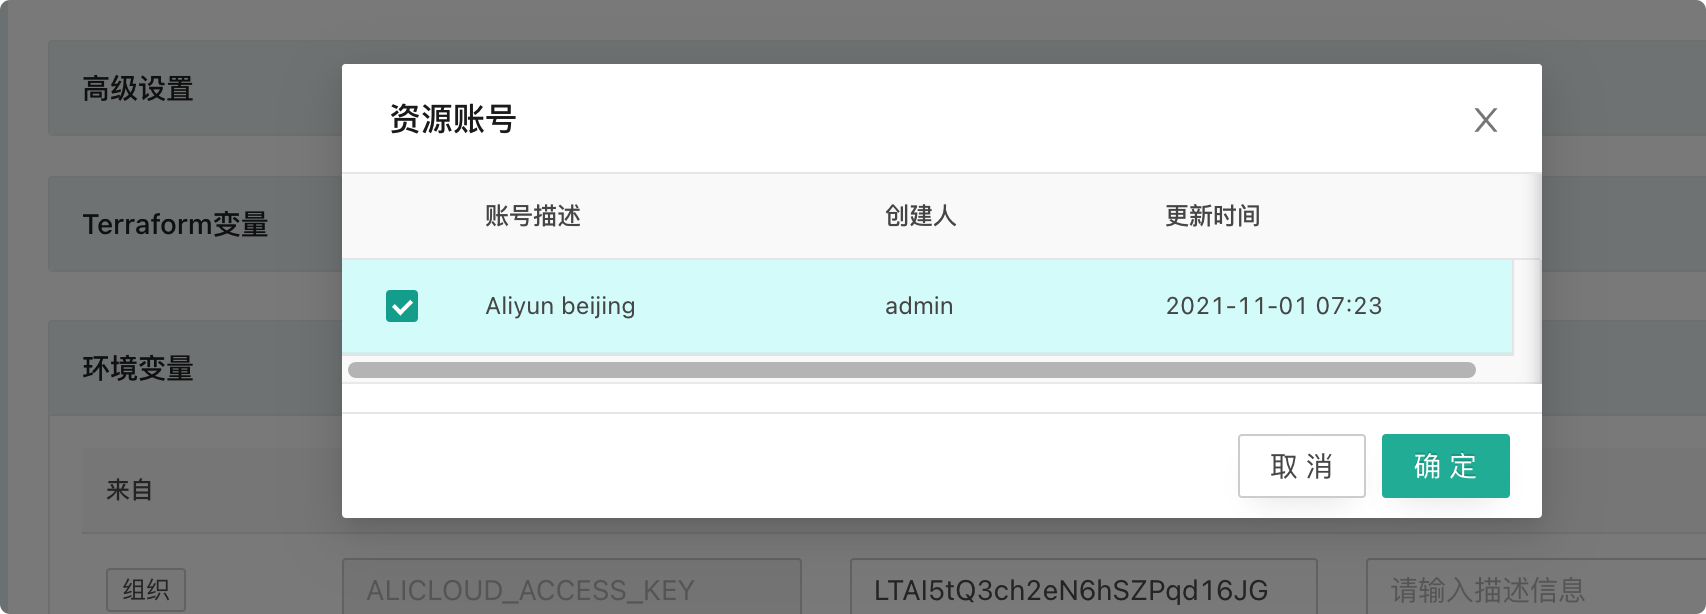 高级设置
资源账号
账号描述 创建人 更新时间
Terraform变量
Aliyun beijing admin 2021-11-01 07:23
环境变量
取 消 确 定
来自
组织 ALICLOUD_ACCESS_KEY LTAI5tQ3ch2eN6hSZPqd16JG 请输入描述信息